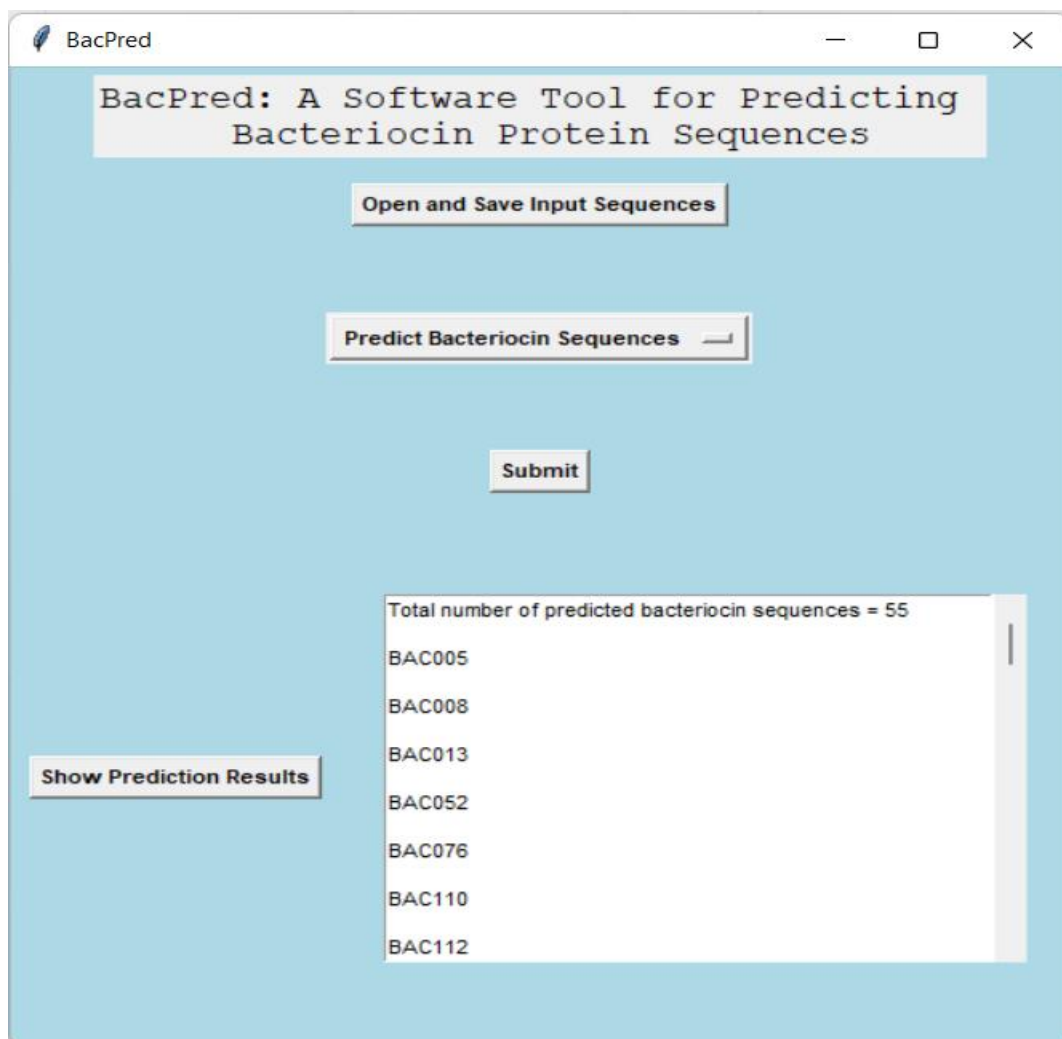 BacPred
BacPred: A Software Tool for Predicting
Bacteriocin Protein Sequences
Open and Save Input Sequences
Predict Bacteriocin Sequences
Submit
Total number of predicted bacteriocin sequences = 55
BAC005
BAC008
BAC013
Show Prediction Results
BAC052
BAC076
BAC110
BAC112